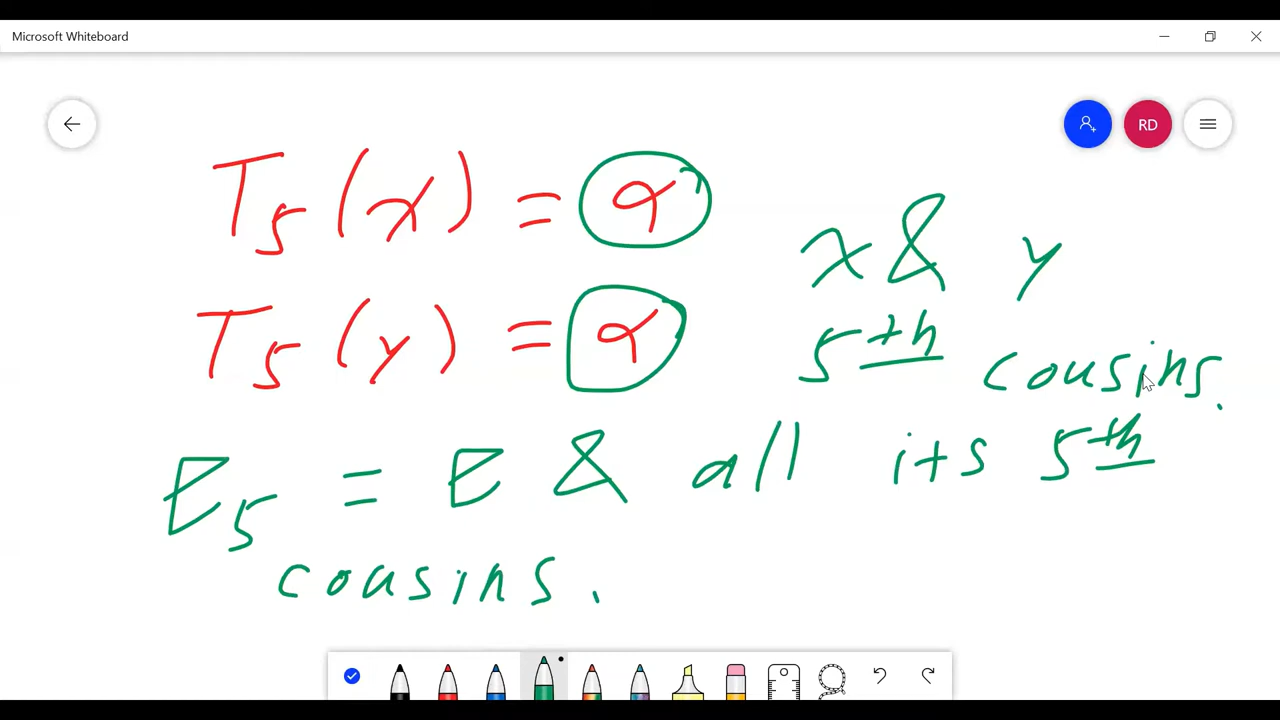 Microsoft Whiteboard
RD
T₅(x) = α
T₅(y) = α
x & y
5th cousins.
E₅ = E & all its 5th
cousins.